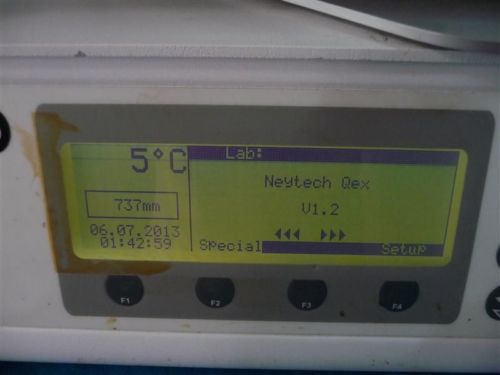 5°C
Lab:
Neytech Qex
737mm
V1.2
06.07.2013
01:42:59
Special
Setup
F1
F2
F3
F4